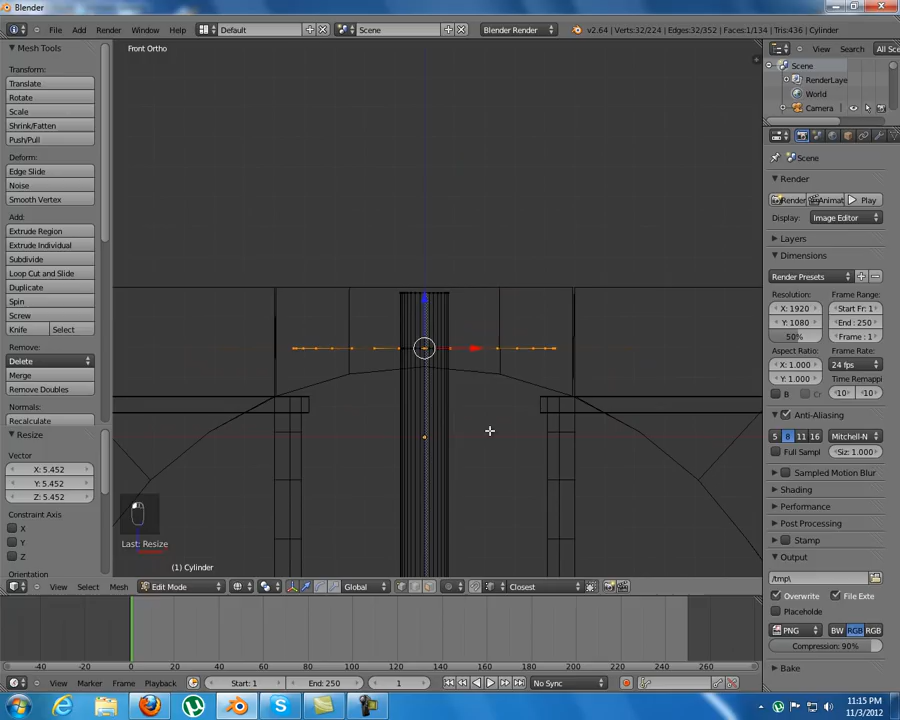 Blender
File Add Render Window Help Default Scene Blender Render v2.64 | Verts:32/224 | Edges:32/352 | Faces:1/134 | Tris:436 | Cylinder
Mesh Tools
Transform:
Translate
Rotate
Scale
Shrink/Fatten
Push/Pull
Deform:
Edge Slide
Noise
Smooth Vertex
Add:
Extrude Region
Extrude Individual
Subdivide
Loop Cut and Slide
Duplicate
Spin
Screw
Knife Select
Remove:
Delete
Merge
Remove Doubles
Normals:
Recalculate
Resize
Vector
X: 5.452
Y: 5.452
Z: 5.452
Constraint Axis
X
Y
Z
Orientation
Front Ortho
Last: Resize
(1) Cylinder
View Select Mesh Edit Mode Global Closest
-40 -20 0 20 40 60 80 100 120 140 160 180 200 220 240 260
View Marker Frame Playback Start: 1 End: 250 1 No Sync
View Search All Sce
Scene
RenderLaye
World
Camera
Scene
Render
Render Animat Play
Display: Image Editor
Layers
Dimensions
Render Presets
Resolution: Frame Range:
X: 1920 Start Fr: 1
Y: 1080 End : 250
50% Frame : 1
Aspect Ratio: Frame Rate:
X: 1.000 24 fps
Y: 1.000 Time Remappi
B Cr 10 10
Anti-Aliasing
5 8 11 16 Mitchell-N
Full Sampl Siz: 1.000
Sampled Motion Blur
Shading
Performance
Post Processing
Stamp
Output
/tmp\
Overwrite File Exte
Placeholde
PNG BW RGB RGB
Compression: 90%
Bake
11:15 PM
11/3/2012